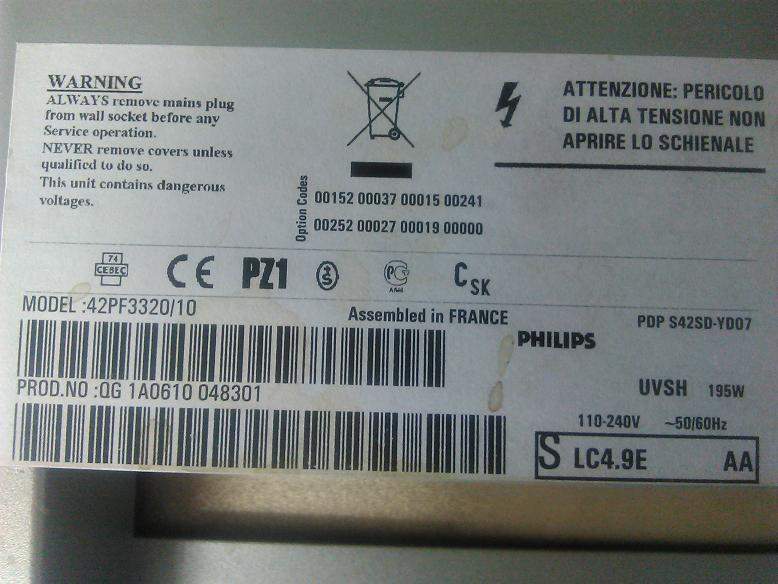 WARNING
ALWAYS remove mains plug
from wall socket before any
Service operation.
NEVER remove covers unless
qualified to do so.
This unit contains dangerous
voltages.
ATTENZIONE: PERICOLO
DI ALTA TENSIONE NON
APRIRE LO SCHIENALE
Option Codes
00152 00037 00015 00241
00252 00027 00019 00000
74
CEBEC
CE PZ1 S PG C SK
MODEL :42PF3320/10
Assembled in FRANCE
PHILIPS
PDP S42SD-YD07
PROD.NO :QG 1A0610 048301
UVSH 195W
110-240V ~50/60Hz
S LC4.9E AA